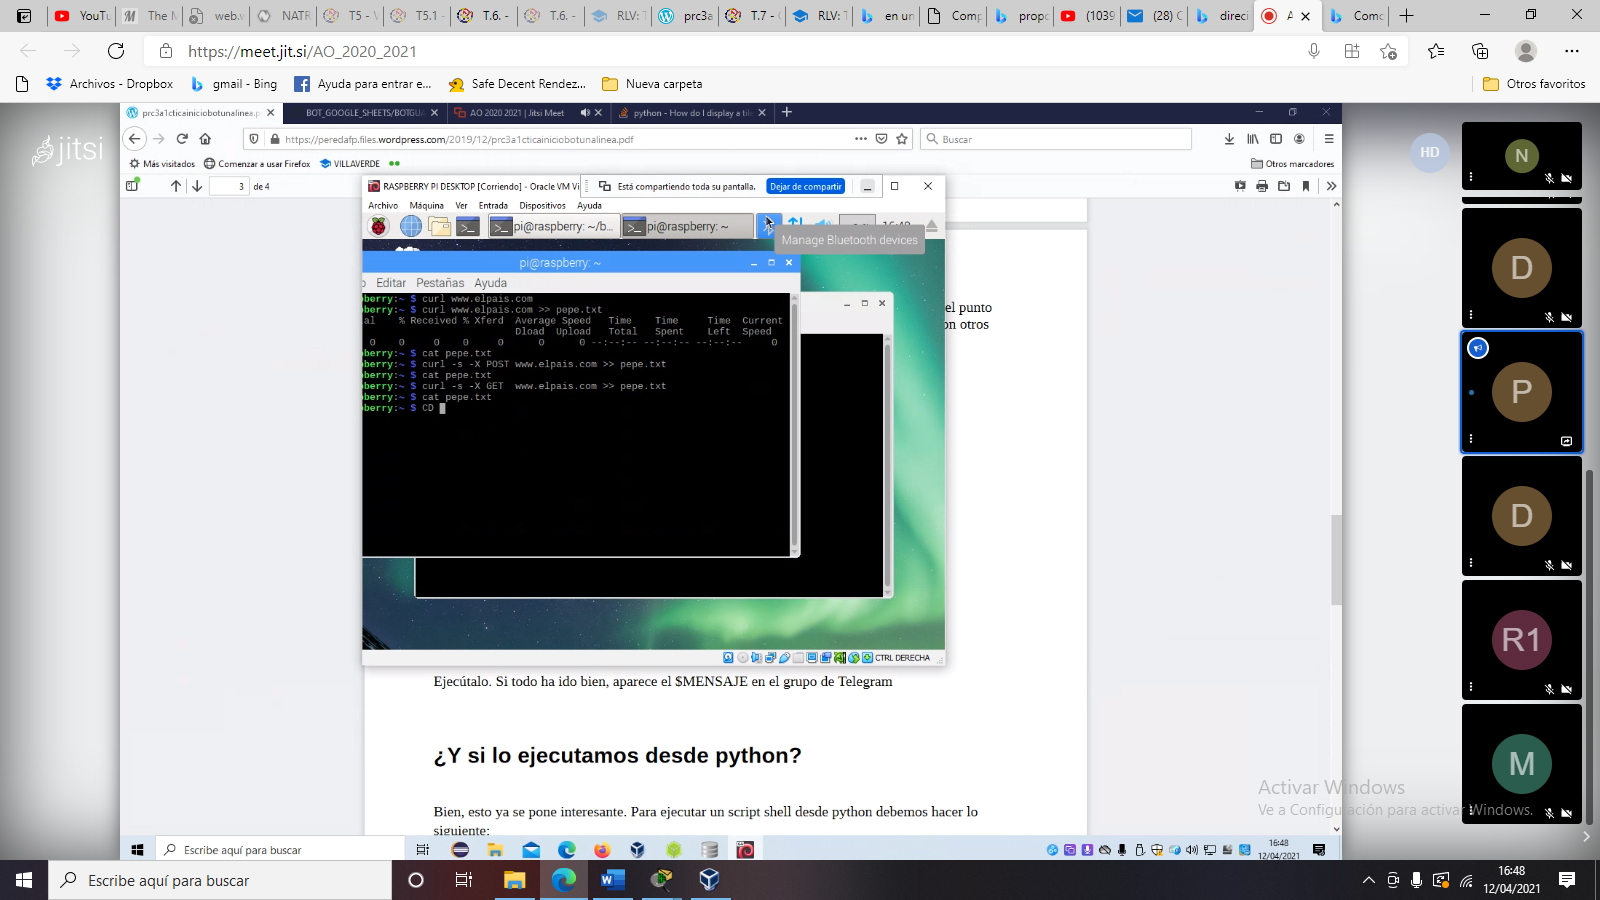 YouTu
The M
web.v
NATR
T5 - V
T5.1 -
T.6. -
T.6. -
RLV: T
prc3a
T.7 - C
RLV: T
en un
Comp
propo
(1039
(28) C
direci
A
Comc
https://meet.jit.si/AO_2020_2021
Archivos - Dropbox
gmail - Bing
Ayuda para entrar e...
Safe Decent Rendez...
Nueva carpeta
Otros favoritos
jitsi
prc3a1cticainiciobotunalinea.p
BOT_GOOGLE_SHEETS/BOTGUA
AO 2020 2021 | Jitsi Meet
python - How do I display a tile
https://peredafp.files.wordpress.com/2019/12/prc3a1cticainiciobotunalinea.pdf
Buscar
Más visitados
Comenzar a usar Firefox
VILLAVERDE
Otros marcadores
3
de 4
RASPBERRY PI DESKTOP [Corriendo] - Oracle VM Vi
Está compartiendo toda su pantalla.
Dejar de compartir
Archivo Máquina Ver Entrada Dispositivos Ayuda
pi@raspberry: ~/b...
pi@raspberry: ~
16:48
Manage Bluetooth devices
pi@raspberry: ~
o Editar Pestañas Ayuda
berry:~ $ curl www.elpais.com
berry:~ $ curl www.elpais.com >> pepe.txt
al % Received % Xferd Average Speed Time Time Time Current
Dload Upload Total Spent Left Speed
0 0 0 0 0 0 0 --:--:-- --:--:-- --:--:-- 0
berry:~ $ cat pepe.txt
berry:~ $ curl -s -X POST www.elpais.com >> pepe.txt
berry:~ $ cat pepe.txt
berry:~ $ curl -s -X GET www.elpais.com >> pepe.txt
berry:~ $ cat pepe.txt
berry:~ $ CD
el punto
on otros
CTRL DERECHA
Ejecútalo. Si todo ha ido bien, aparece el $MENSAJE en el grupo de Telegram
¿Y si lo ejecutamos desde python?
Bien, esto ya se pone interesante. Para ejecutar un script shell desde python debemos hacer lo
siguiente:
HD
N
D
P
D
R1
M
Activar Windows
Ve a Configuración para activar Windows.
Escribe aquí para buscar
16:48
12/04/2021
Escribe aquí para buscar
16:48
12/04/2021